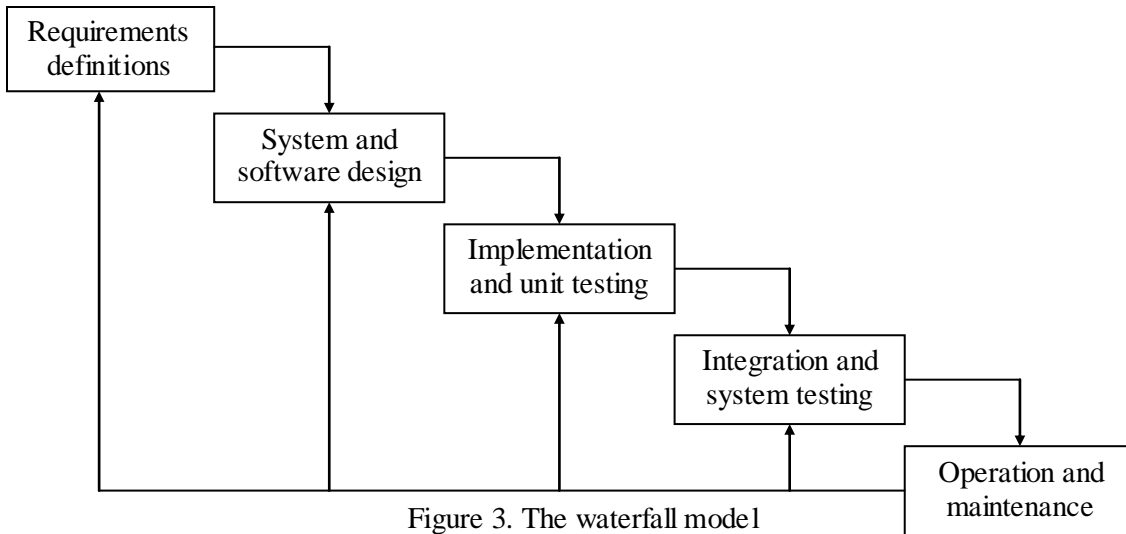 Requirements
definitions
System and
software design
Implementation
and unit testing
Integration and
system testing
Operation and
maintenance
Figure 3. The waterfall model